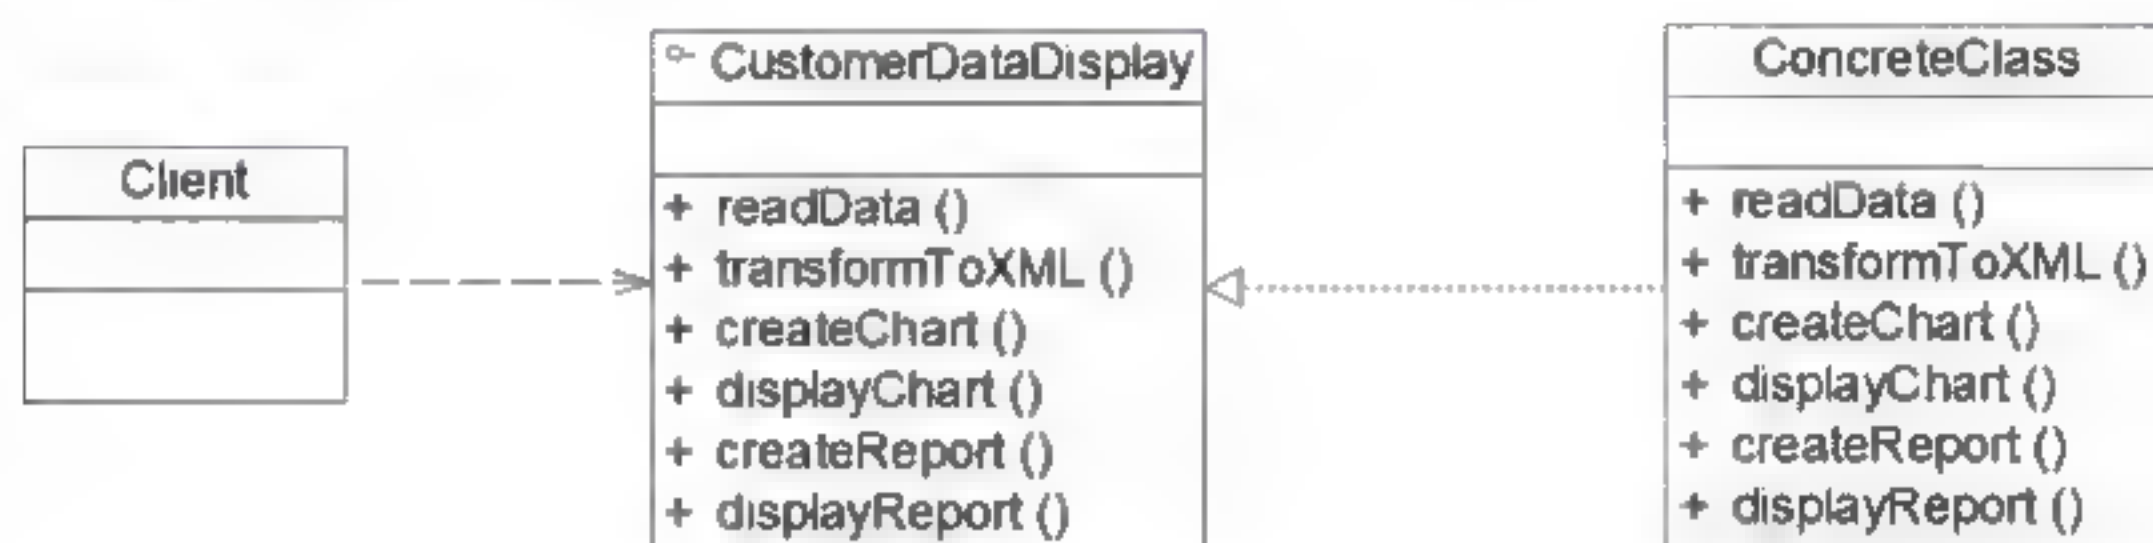 Client
CustomerDataDisplay
+ readData ()
+ transformToXML ()
+ createChart ()
+ displayChart ()
+ createReport ()
+ displayReport ()
ConcreteClass
+ readData ()
+ transformToXML ()
+ createChart ()
+ displayChart ()
+ createReport ()
+ displayReport ()